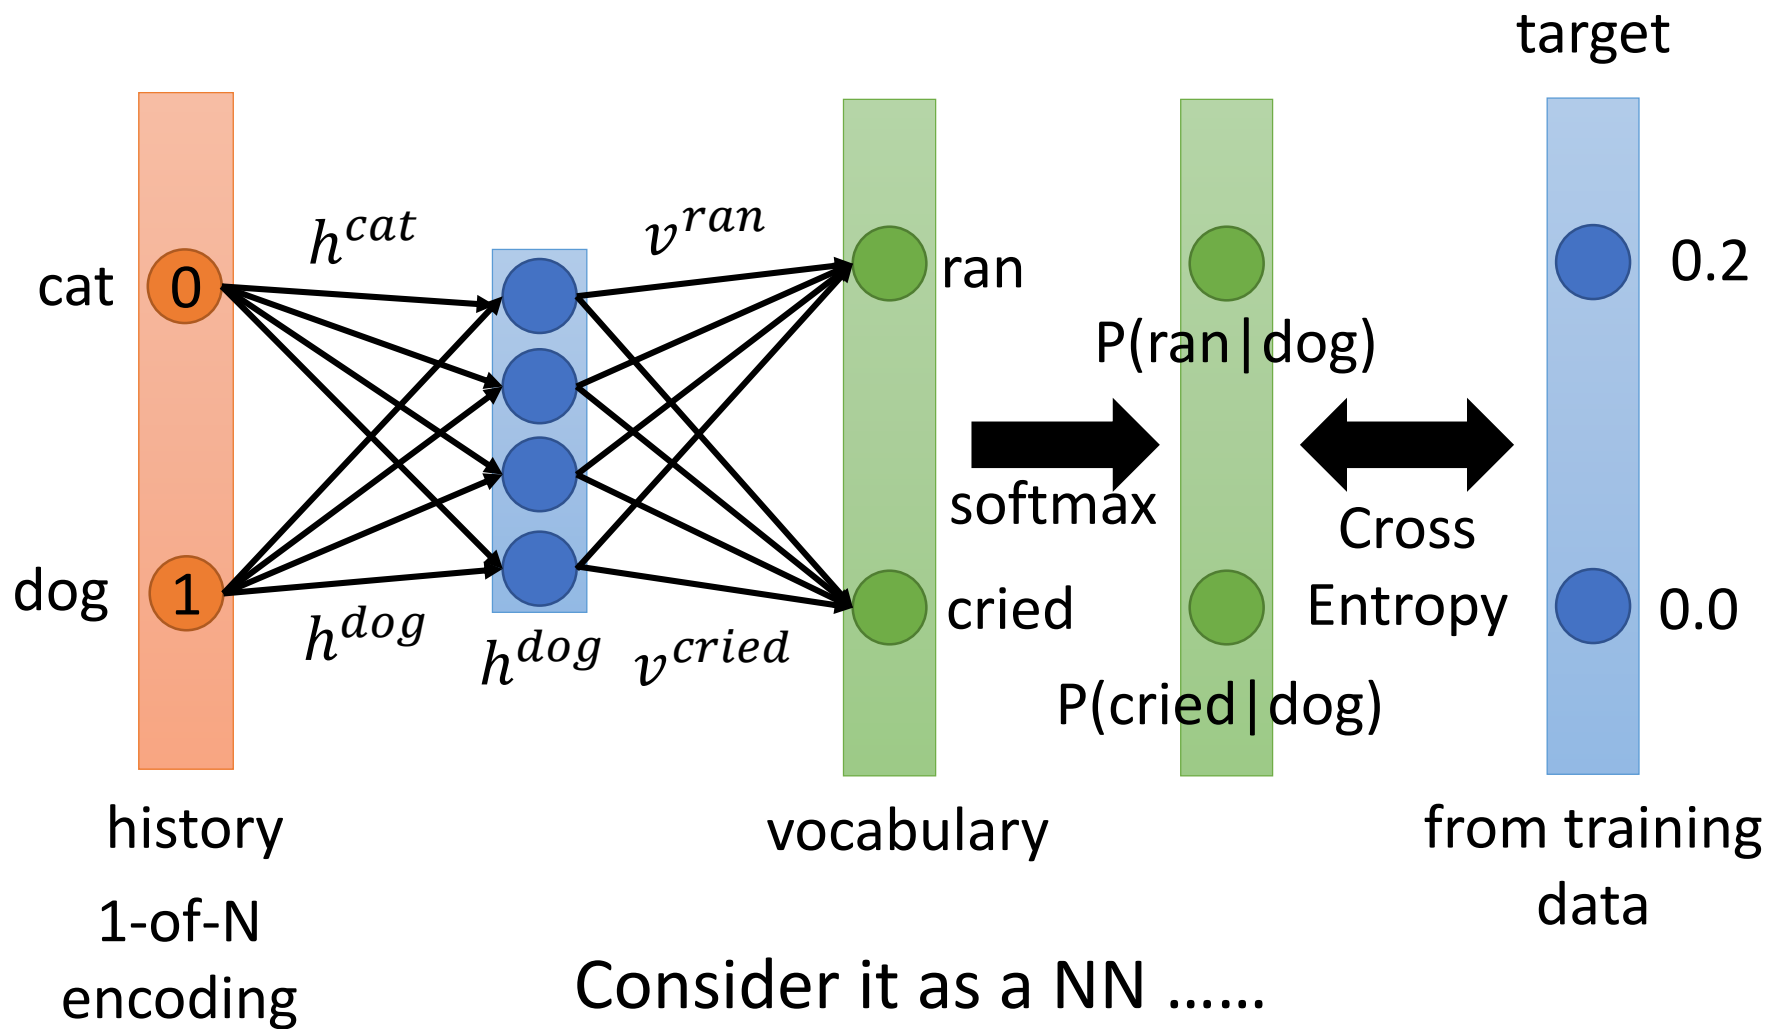 target
h^{cat}
v^{ran}
cat
0
ran
0.2
P(ran|dog)
softmax
Cross
Entropy
dog
1
cried
0.0
h^{dog}
h^{dog}
v^{cried}
P(cried|dog)
history
vocabulary
from training
data
1-of-N
encoding
Consider it as a NN ......